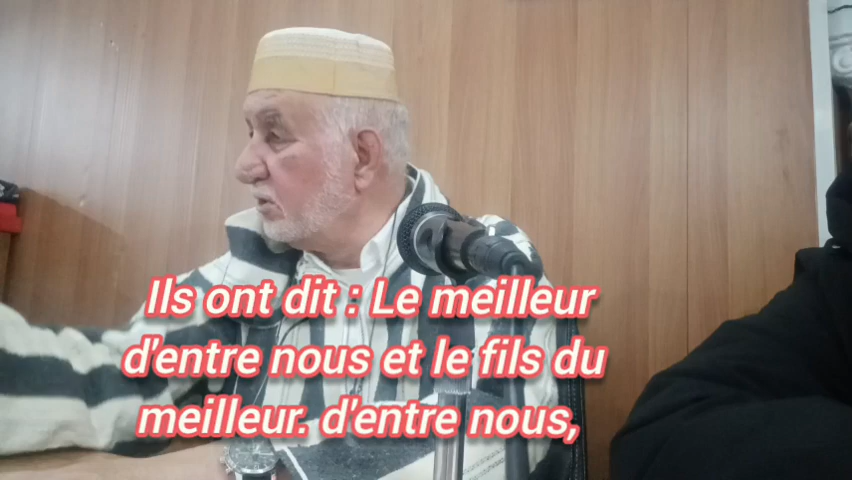 Ils ont dit : Le meilleur
d'entre nous et le fils du
meilleur. d'entre nous,